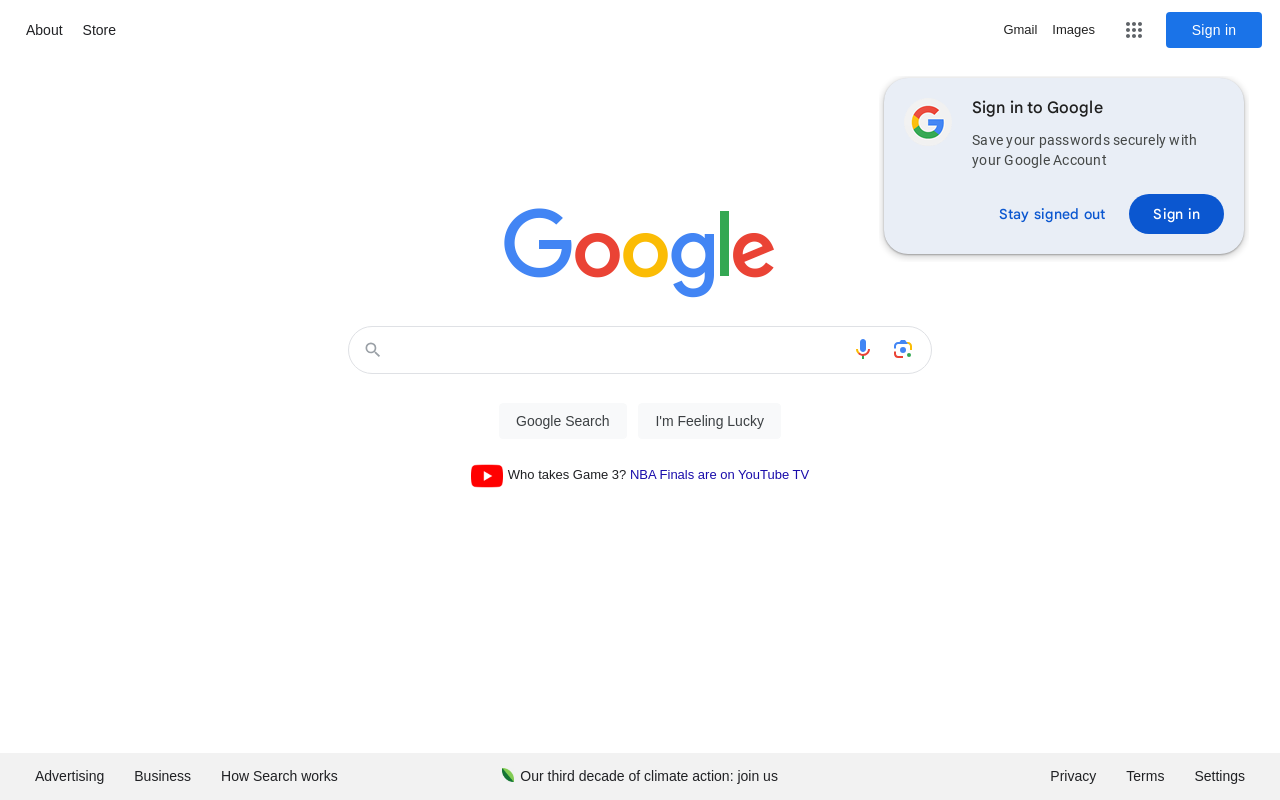 About Store Gmail Images Sign in
Sign in to Google
Save your passwords securely with
your Google Account
Stay signed out Sign in
Google
Google Search I'm Feeling Lucky
Who takes Game 3? NBA Finals are on YouTube TV
Advertising Business How Search works Our third decade of climate action: join us Privacy Terms Settings